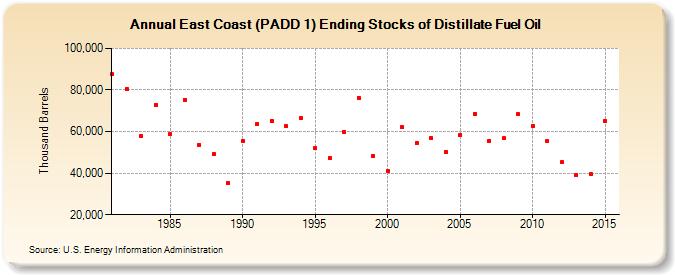 Annual East Coast (PADD 1) Ending Stocks of Distillate Fuel Oil
Thousand Barrels
100,000
80,000
60,000
40,000
20,000
1985 1990 1995 2000 2005 2010 2015
Source: U.S. Energy Information Administration